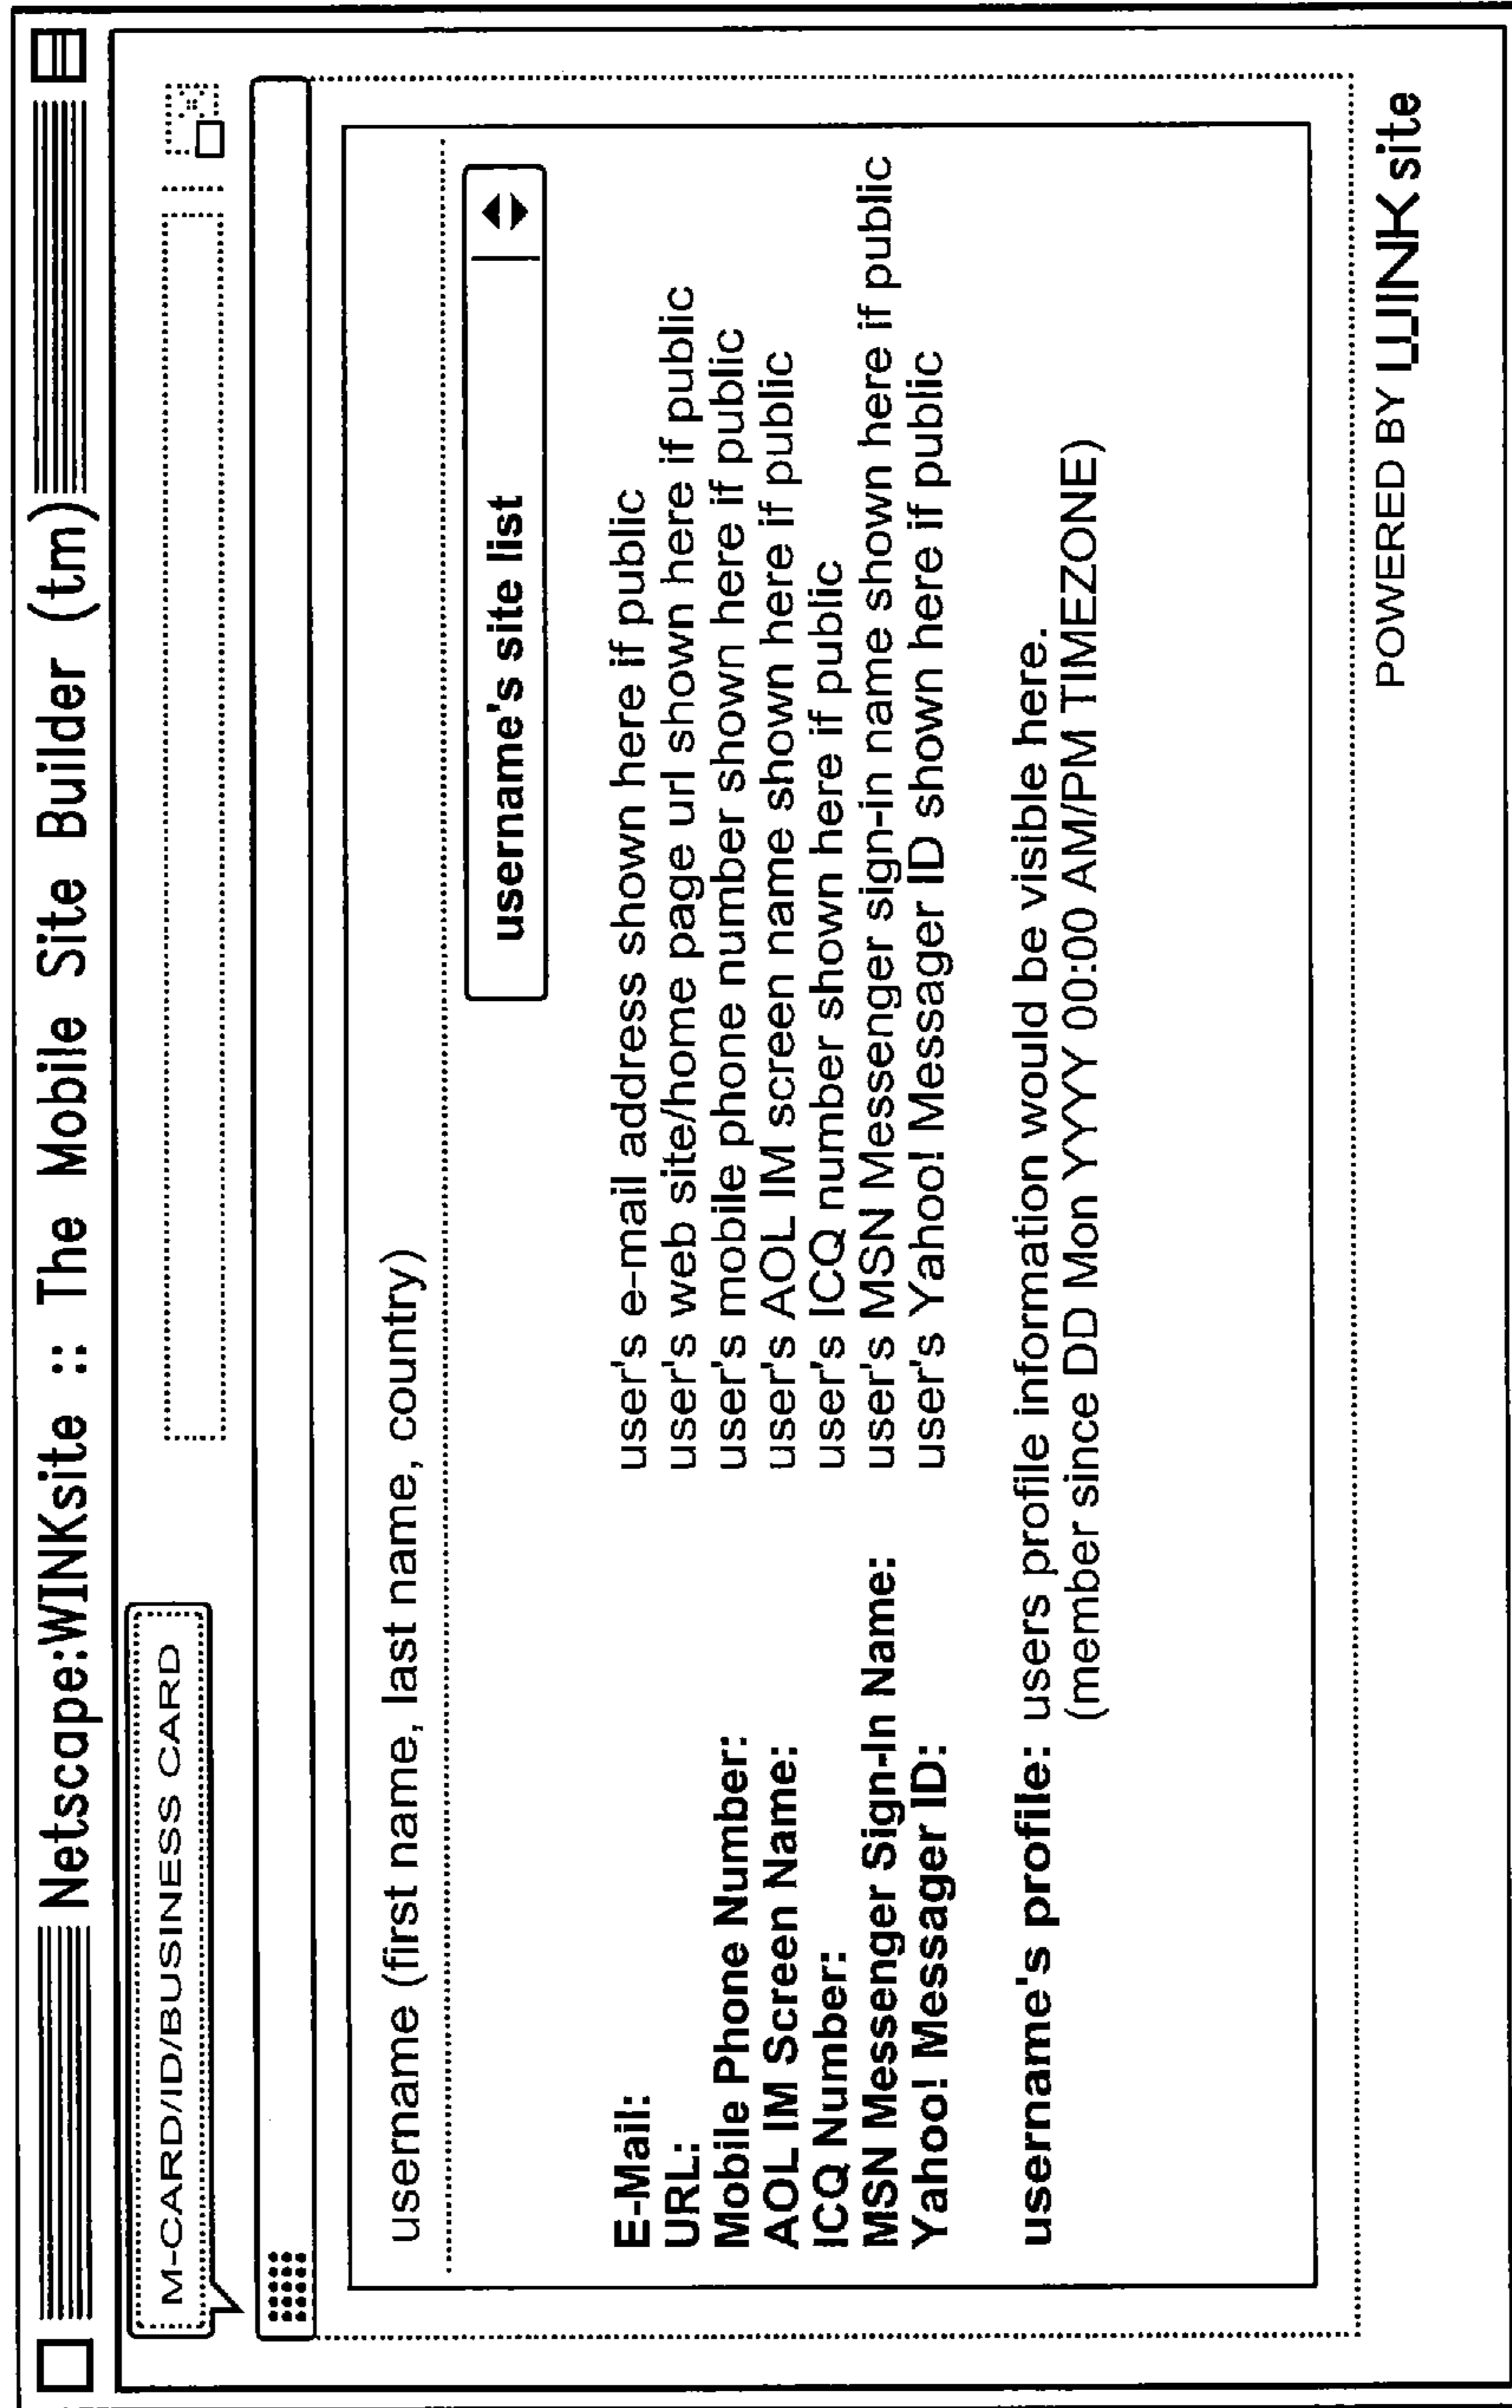 Netscape:WINKsite :: The Mobile Site Builder (tm)
M-CARD/ID/BUSINESS CARD
username (first name, last name, country)
username's site list
E-Mail: user's e-mail address shown here if public
URL: user's web site/home page url shown here if public
Mobile Phone Number: user's mobile phone number shown here if public
AOL IM Screen Name: user's AOL IM screen name shown here if public
ICQ Number: user's ICQ number shown here if public
MSN Messenger Sign-In Name: user's MSN Messenger sign-in name shown here if public
Yahoo! Messager ID: user's Yahoo! Messager ID shown here if public
username's profile: users profile information would be visible here.
(member since DD Mon YYYY 00:00 AM/PM TIMEZONE)
POWERED BY WINKsite